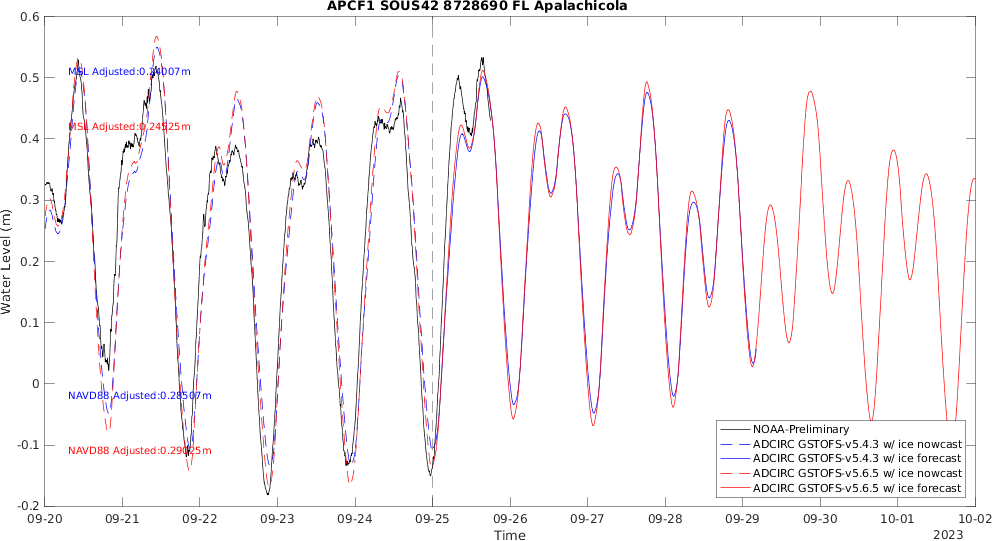 APCF1 SOUS42 8728690 FL Apalachicola
0.6
0.5
0.4
0.3
0.2
0.1
0
-0.1
-0.2
Water Level (m)
MSL Adjusted:0.24007m
MSL Adjusted:0.24525m
NAVD88 Adjusted:0.28507m
NAVD88 Adjusted:0.29025m
NOAA-Preliminary
ADCIRC GSTOFS-v5.4.3 w/ ice nowcast
ADCIRC GSTOFS-v5.4.3 w/ ice forecast
ADCIRC GSTOFS-v5.6.5 w/ ice nowcast
ADCIRC GSTOFS-v5.6.5 w/ ice forecast
09-20 09-21 09-22 09-23 09-24 09-25 09-26 09-27 09-28 09-29 09-30 10-01 10-02
Time
2023